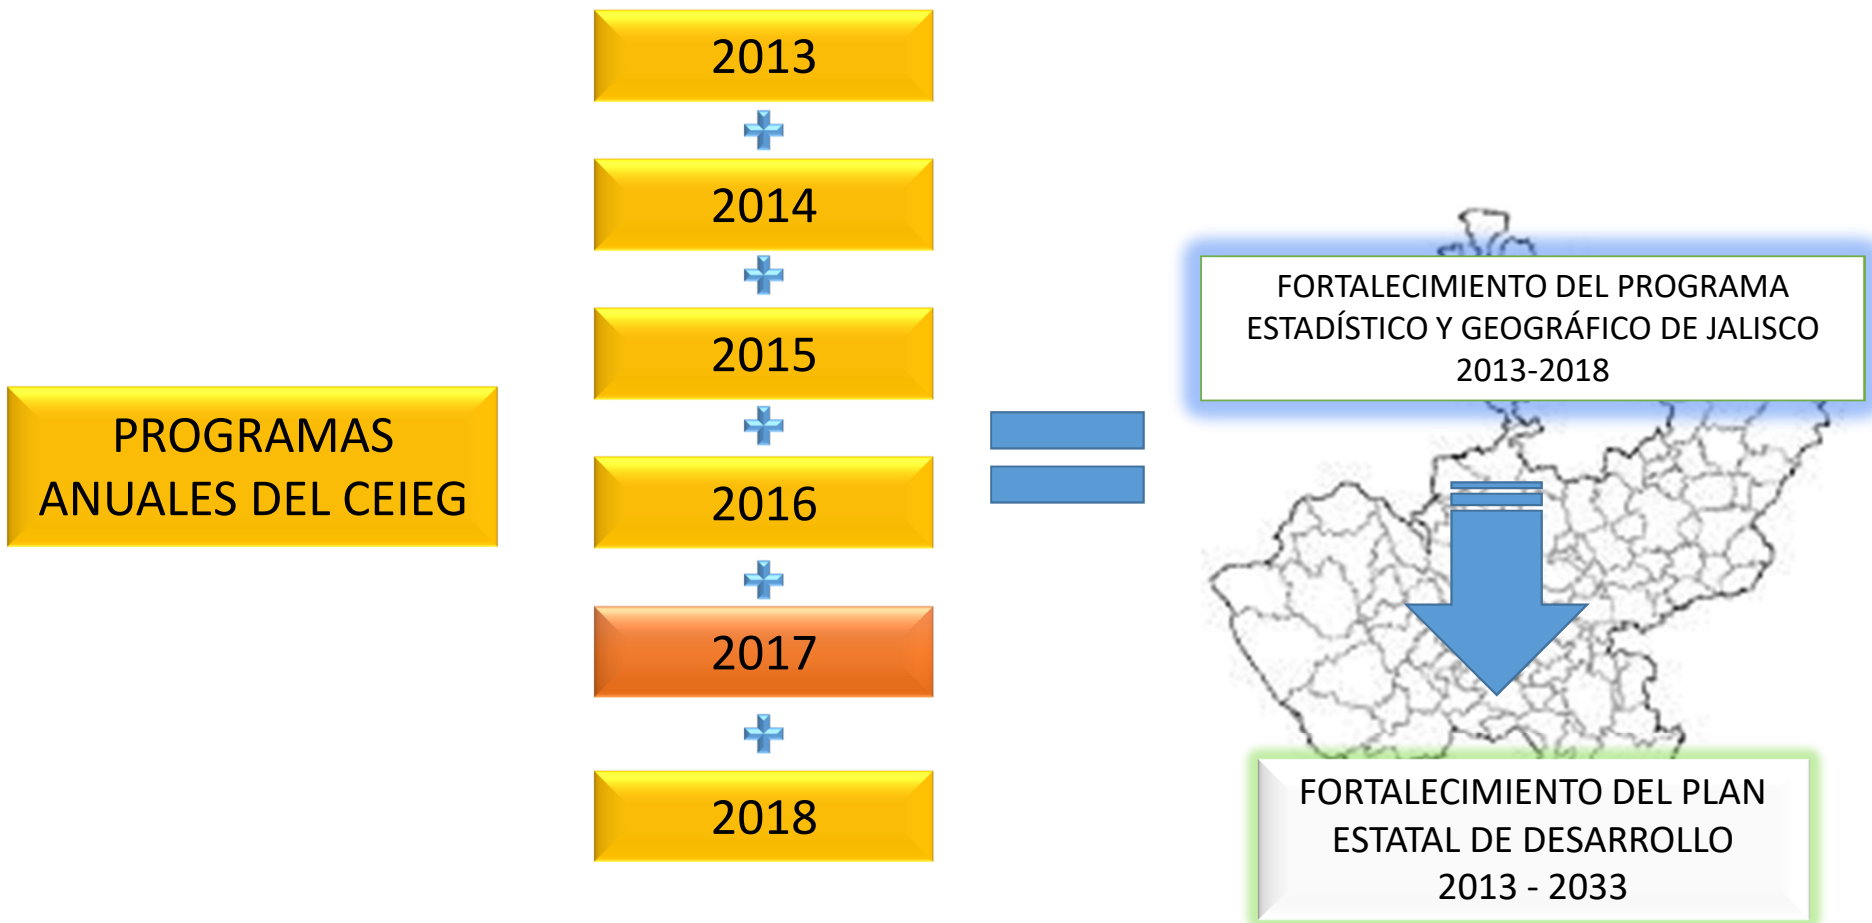 PROGRAMAS
ANUALES DEL CEIEG
2013
2014
2015
2016
2017
2018
FORTALECIMIENTO DEL PROGRAMA
ESTADÍSTICO Y GEOGRÁFICO DE JALISCO
2013-2018
FORTALECIMIENTO DEL PLAN
ESTATAL DE DESARROLLO
2013 - 2033